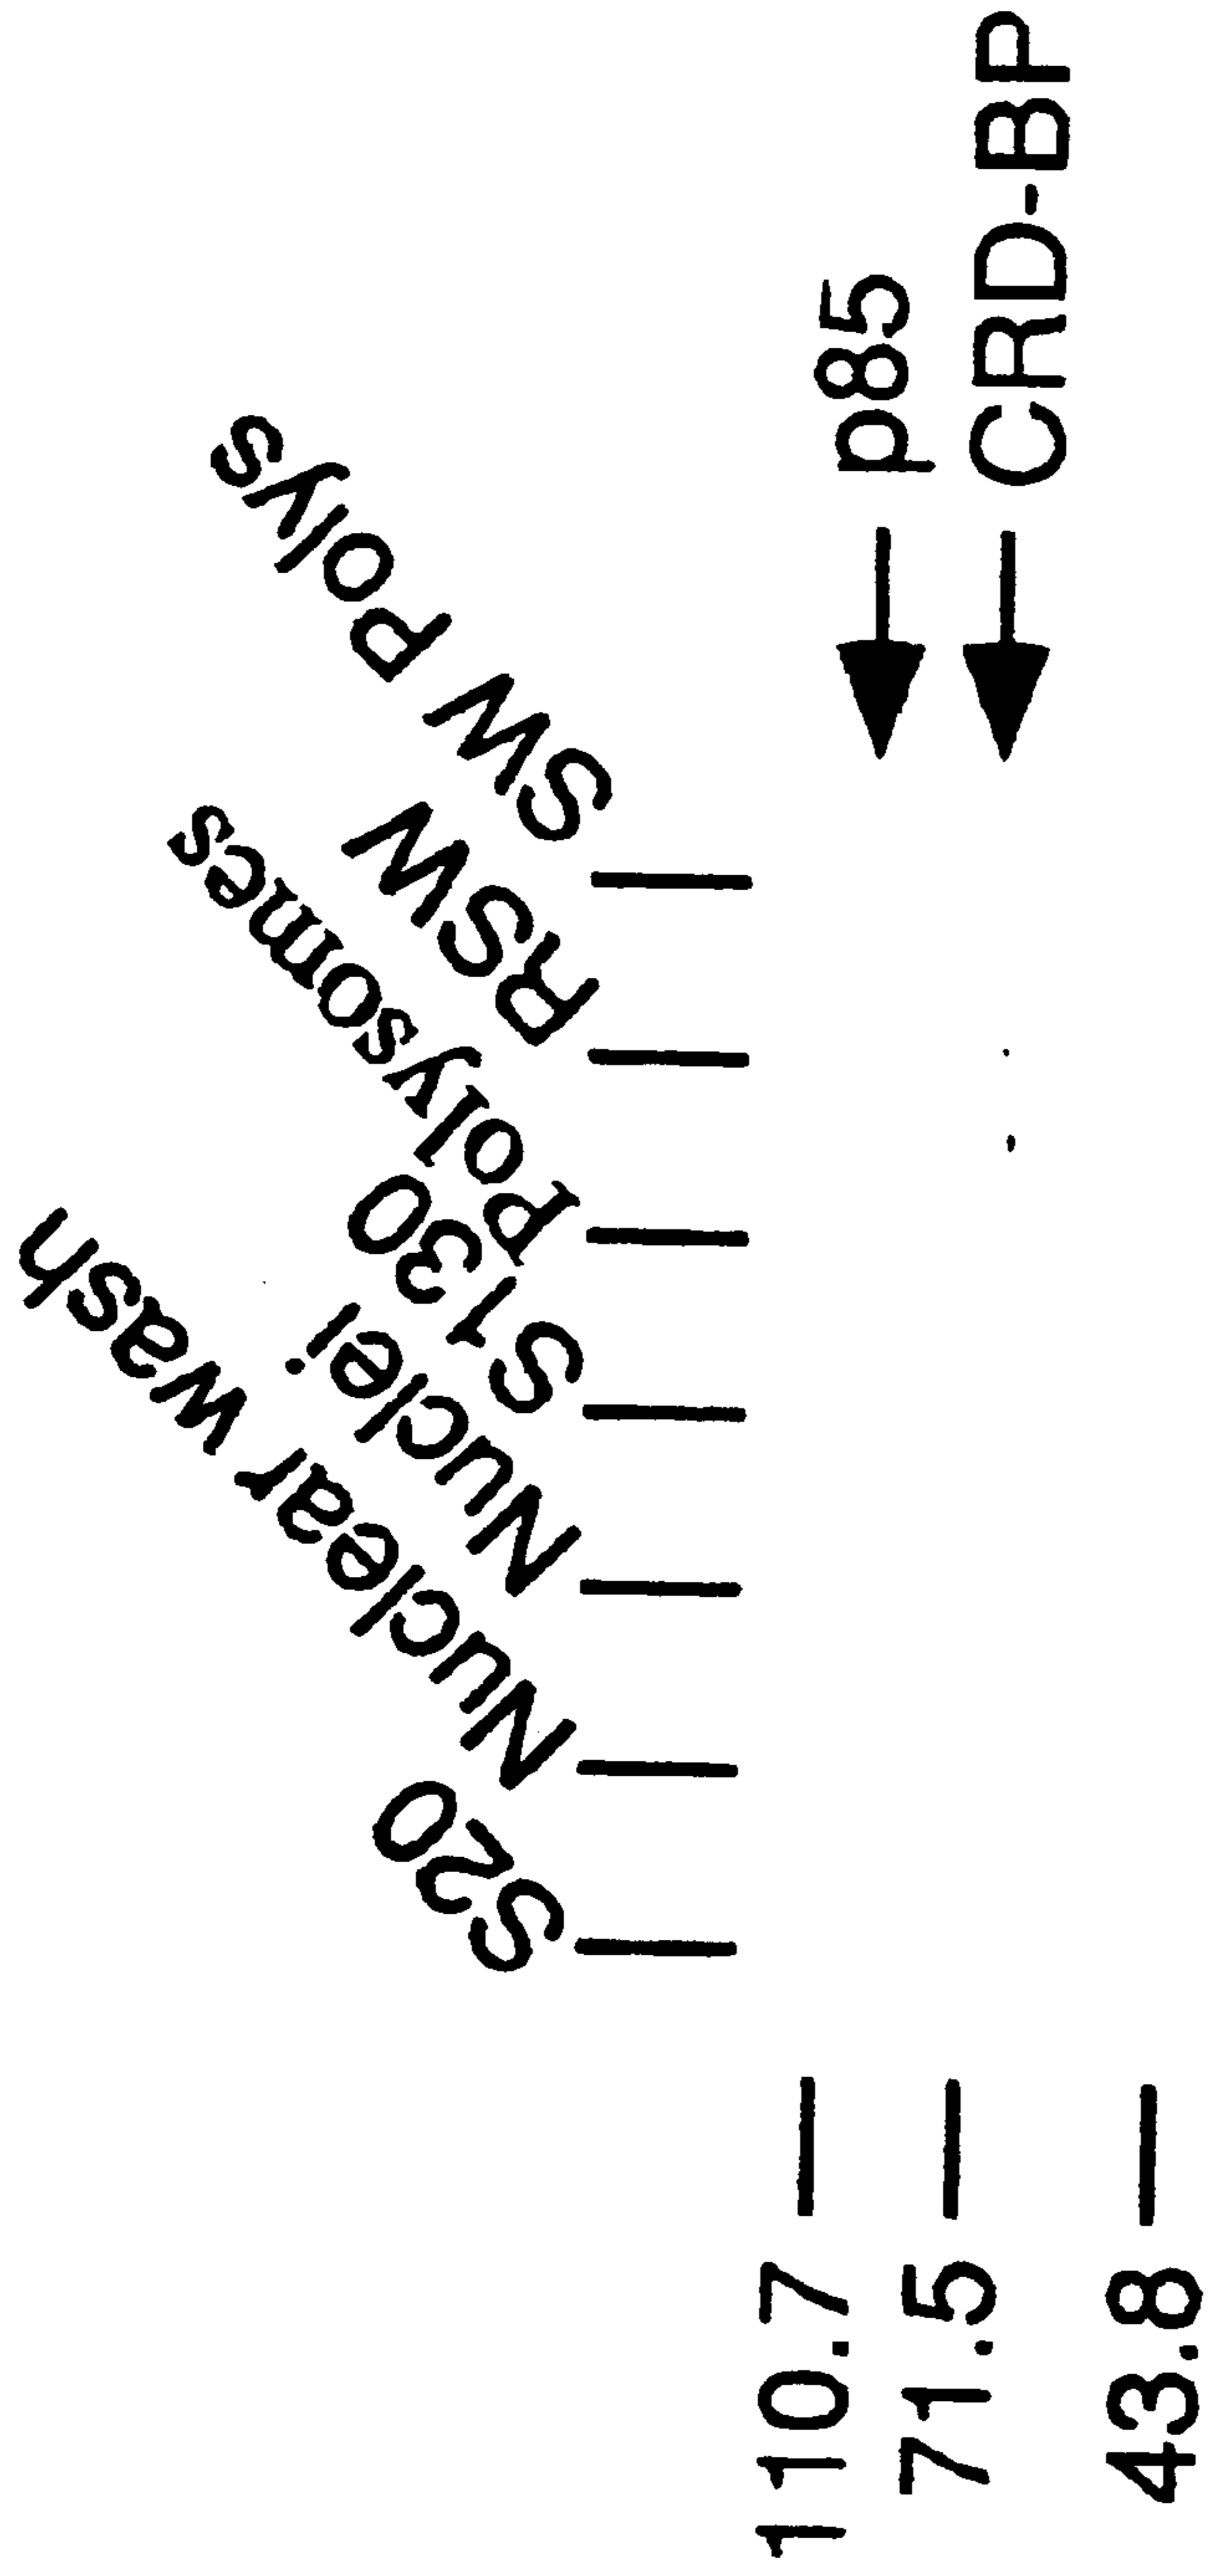 S20
Nuclear wash
Nuclei
S130
Polysomes
RSW
SW Polys
110.7
71.5
43.8
p85
CRD-BP